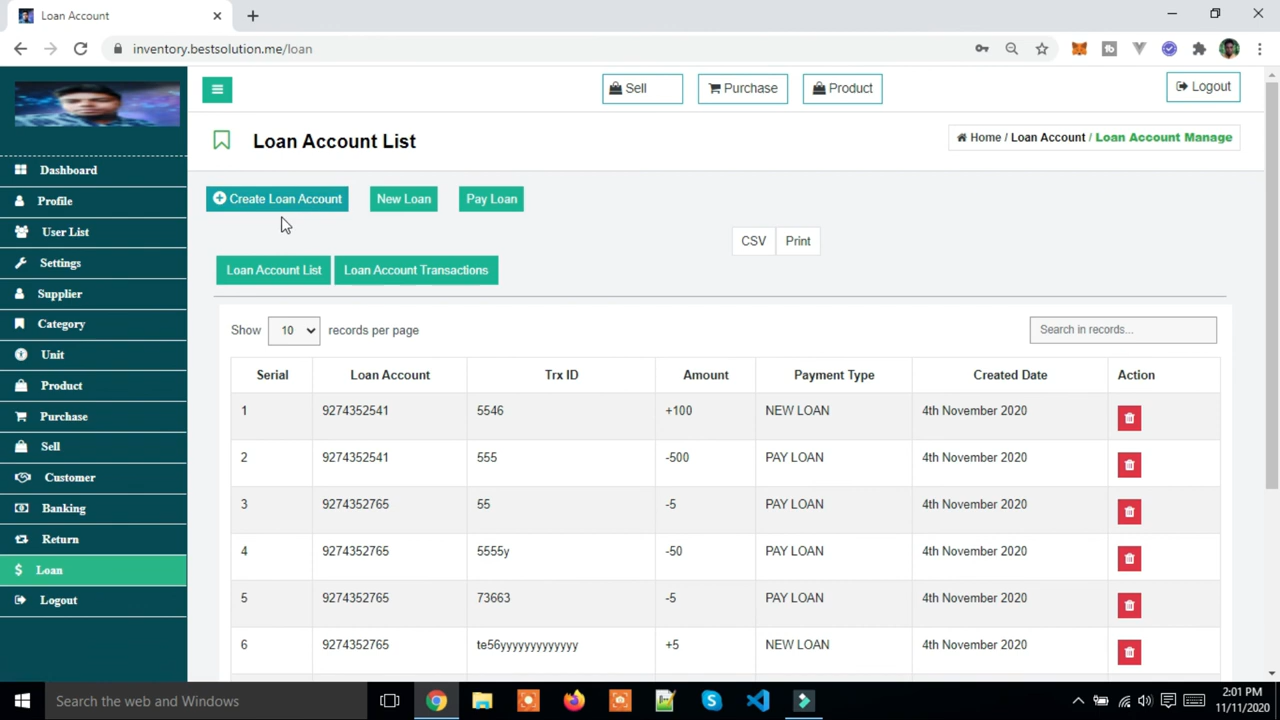 Loan Account
inventory.bestsolution.me/loan
Sell
Purchase
Product
Logout
Loan Account List
Home / Loan Account / Loan Account Manage
Dashboard
Profile
User List
Settings
Supplier
Category
Unit
Product
Purchase
Sell
Customer
Banking
Return
$ Loan
Logout
Create Loan Account
New Loan
Pay Loan
CSV
Print
Loan Account List
Loan Account Transactions
Show 10 records per page
Search in records...
Serial Loan Account Trx ID Amount Payment Type Created Date Action
1 9274352541 5546 +100 NEW LOAN 4th November 2020
2 9274352541 555 -500 PAY LOAN 4th November 2020
3 9274352765 55 -5 PAY LOAN 4th November 2020
4 9274352765 5555y -50 PAY LOAN 4th November 2020
5 9274352765 73663 -5 PAY LOAN 4th November 2020
6 9274352765 te56yyyyyyyyyyyyy +5 NEW LOAN 4th November 2020
Search the web and Windows
2:01 PM
11/11/2020